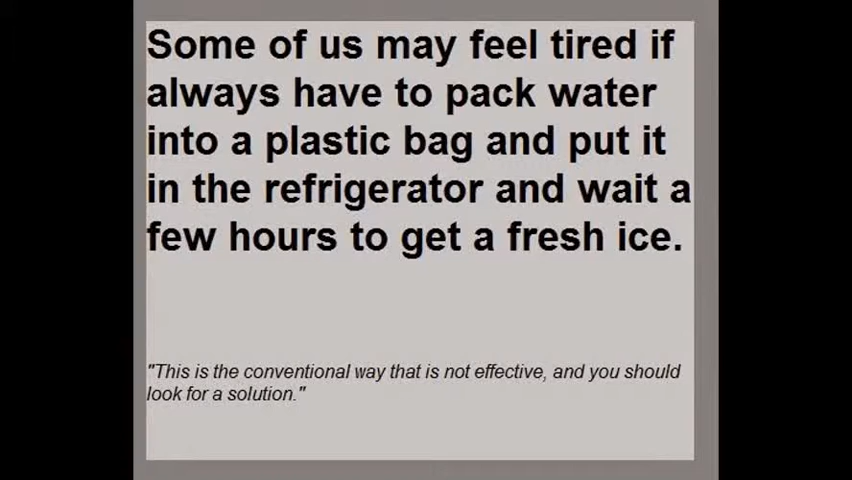 Some of us may feel tired if
always have to pack water
into a plastic bag and put it
in the refrigerator and wait a
few hours to get a fresh ice.
"This is the conventional way that is not effective, and you should
look for a solution."